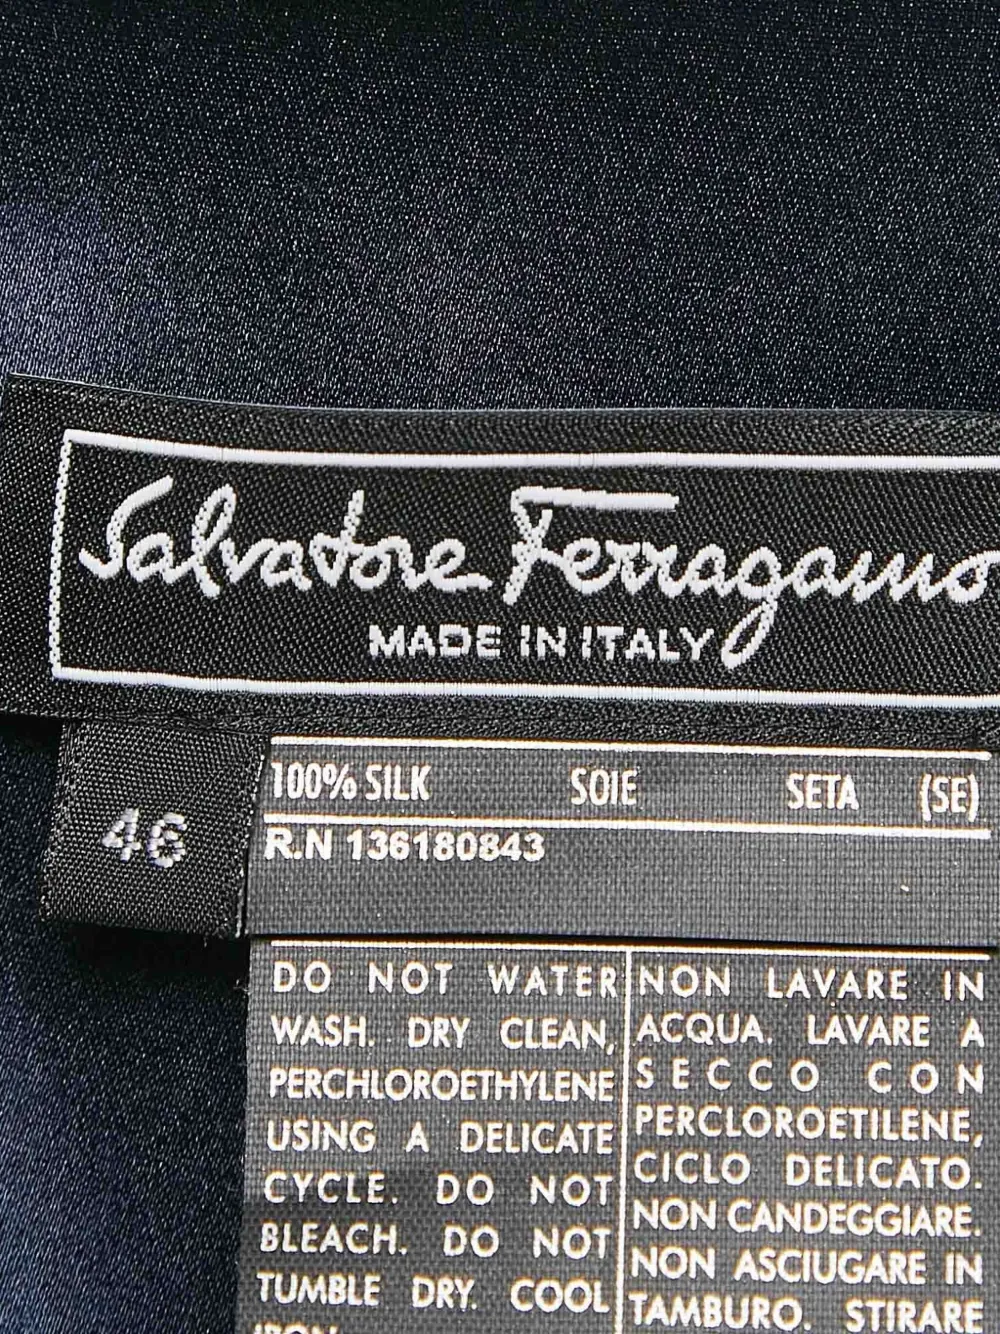 Salvatore Ferragamo
MADE IN ITALY
46
100% SILK SOIE SETA (SE)
R.N 136180843
DO NOT WATER
WASH. DRY CLEAN,
PERCHLOROETHYLENE
USING A DELICATE
CYCLE. DO NOT
BLEACH. DO NOT
TUMBLE DRY. COOL
IRON
NON LAVARE IN
ACQUA. LAVARE A
SECCO CON
PERCLOROETILENE,
CICLO DELICATO.
NON CANDEGGIARE.
NON ASCIUGARE IN
TAMBURO. STIRARE